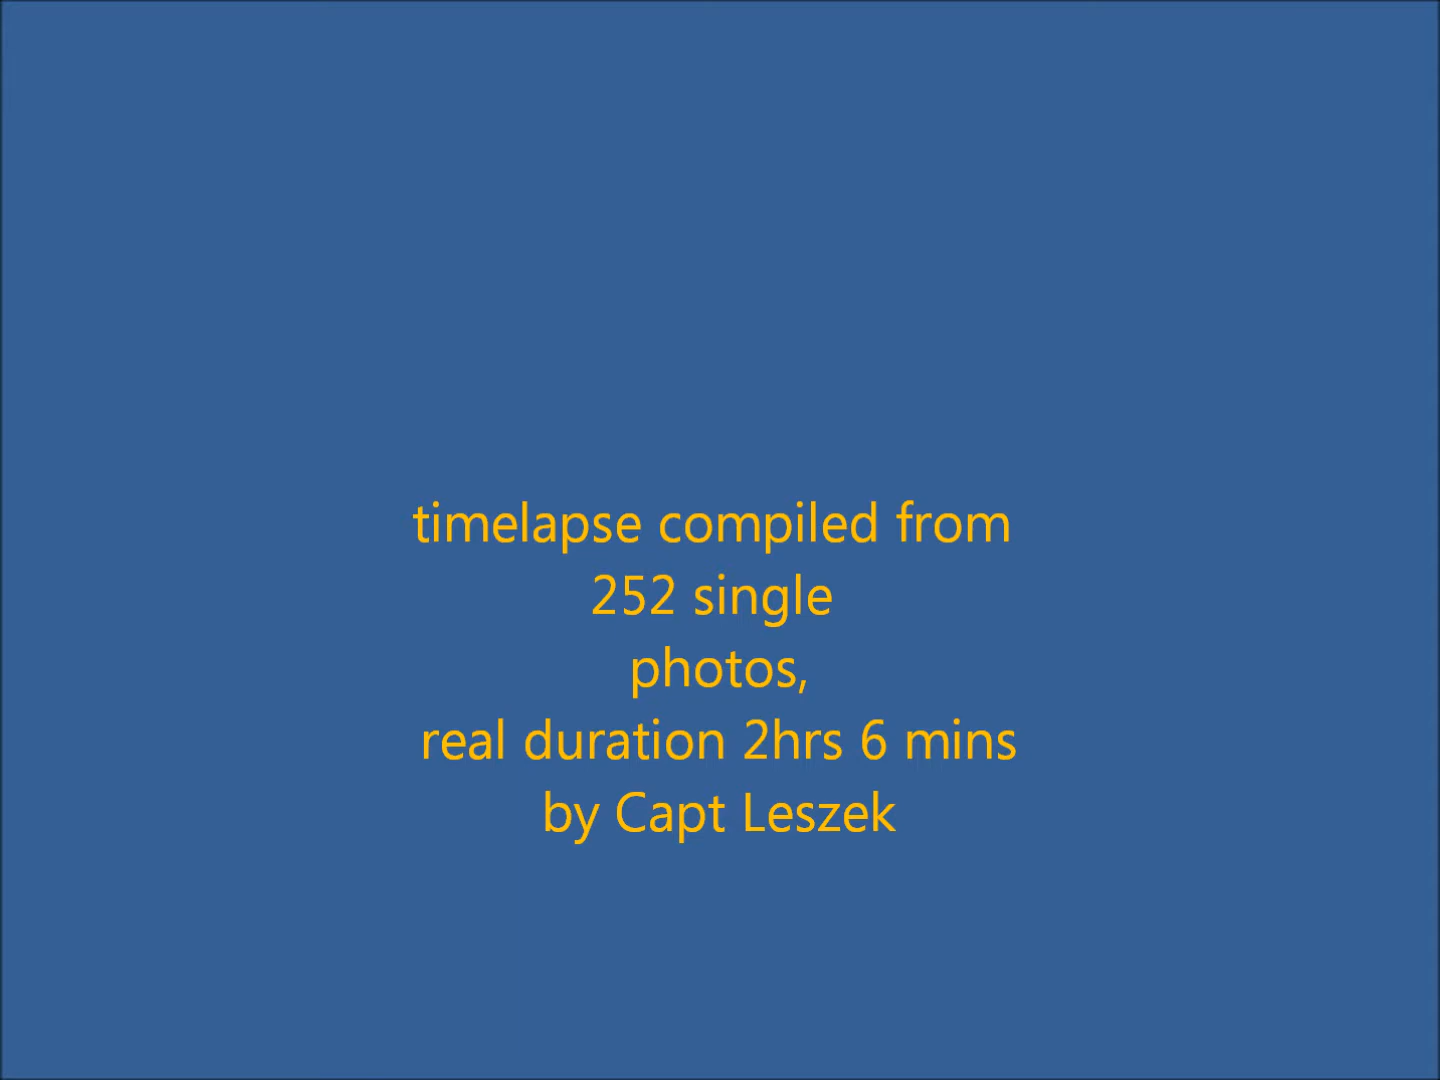 timelapse compiled from
252 single
photos,
real duration 2hrs 6 mins
by Capt Leszek